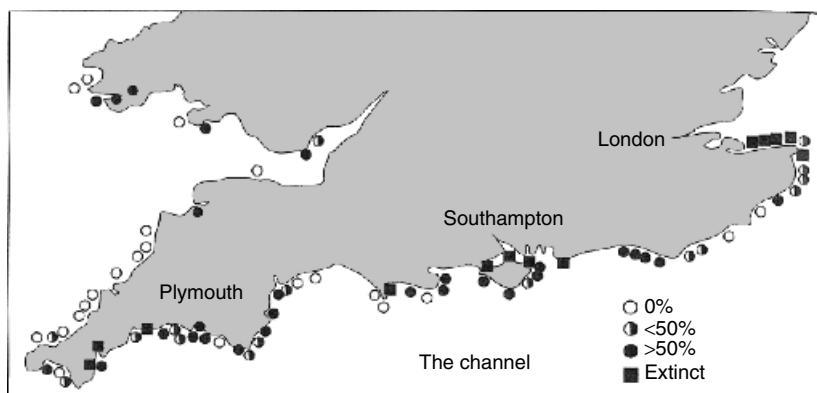 London
Southampton
Plymouth
0%
<50%
>50%
The channel
Extinct